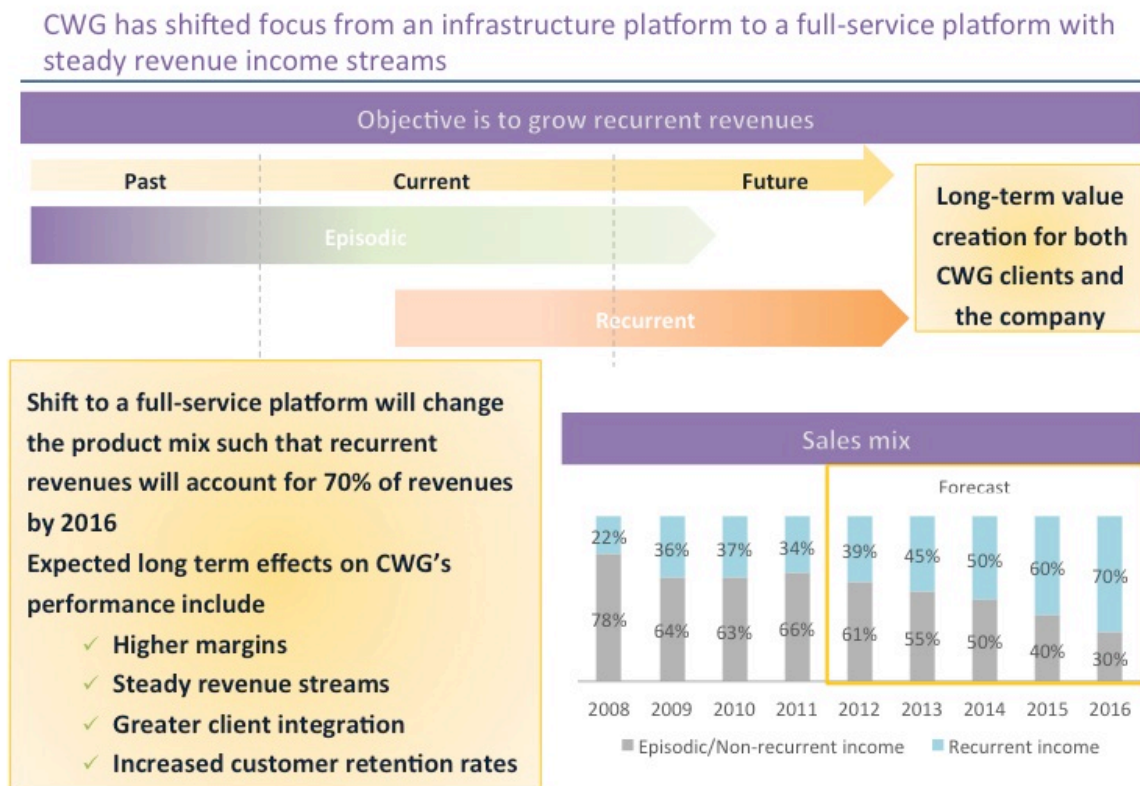 CWG has shifted focus from an infrastructure platform to a full-service platform with
steady revenue income streams
Objective is to grow recurrent revenues
Past Current Future
Episodic
Recurrent
Long-term value
creation for both
CWG clients and
the company
Shift to a full-service platform will change
the product mix such that recurrent
revenues will account for 70% of revenues
by 2016
Expected long term effects on CWG’s
performance include
✓ Higher margins
✓ Steady revenue streams
✓ Greater client integration
✓ Increased customer retention rates
Sales mix
Forecast
22% 36% 37% 34% 39% 45% 50% 60% 70%
78% 64% 63% 66% 61% 55% 50% 40% 30%
2008 2009 2010 2011 2012 2013 2014 2015 2016
Episodic/Non-recurrent income Recurrent income